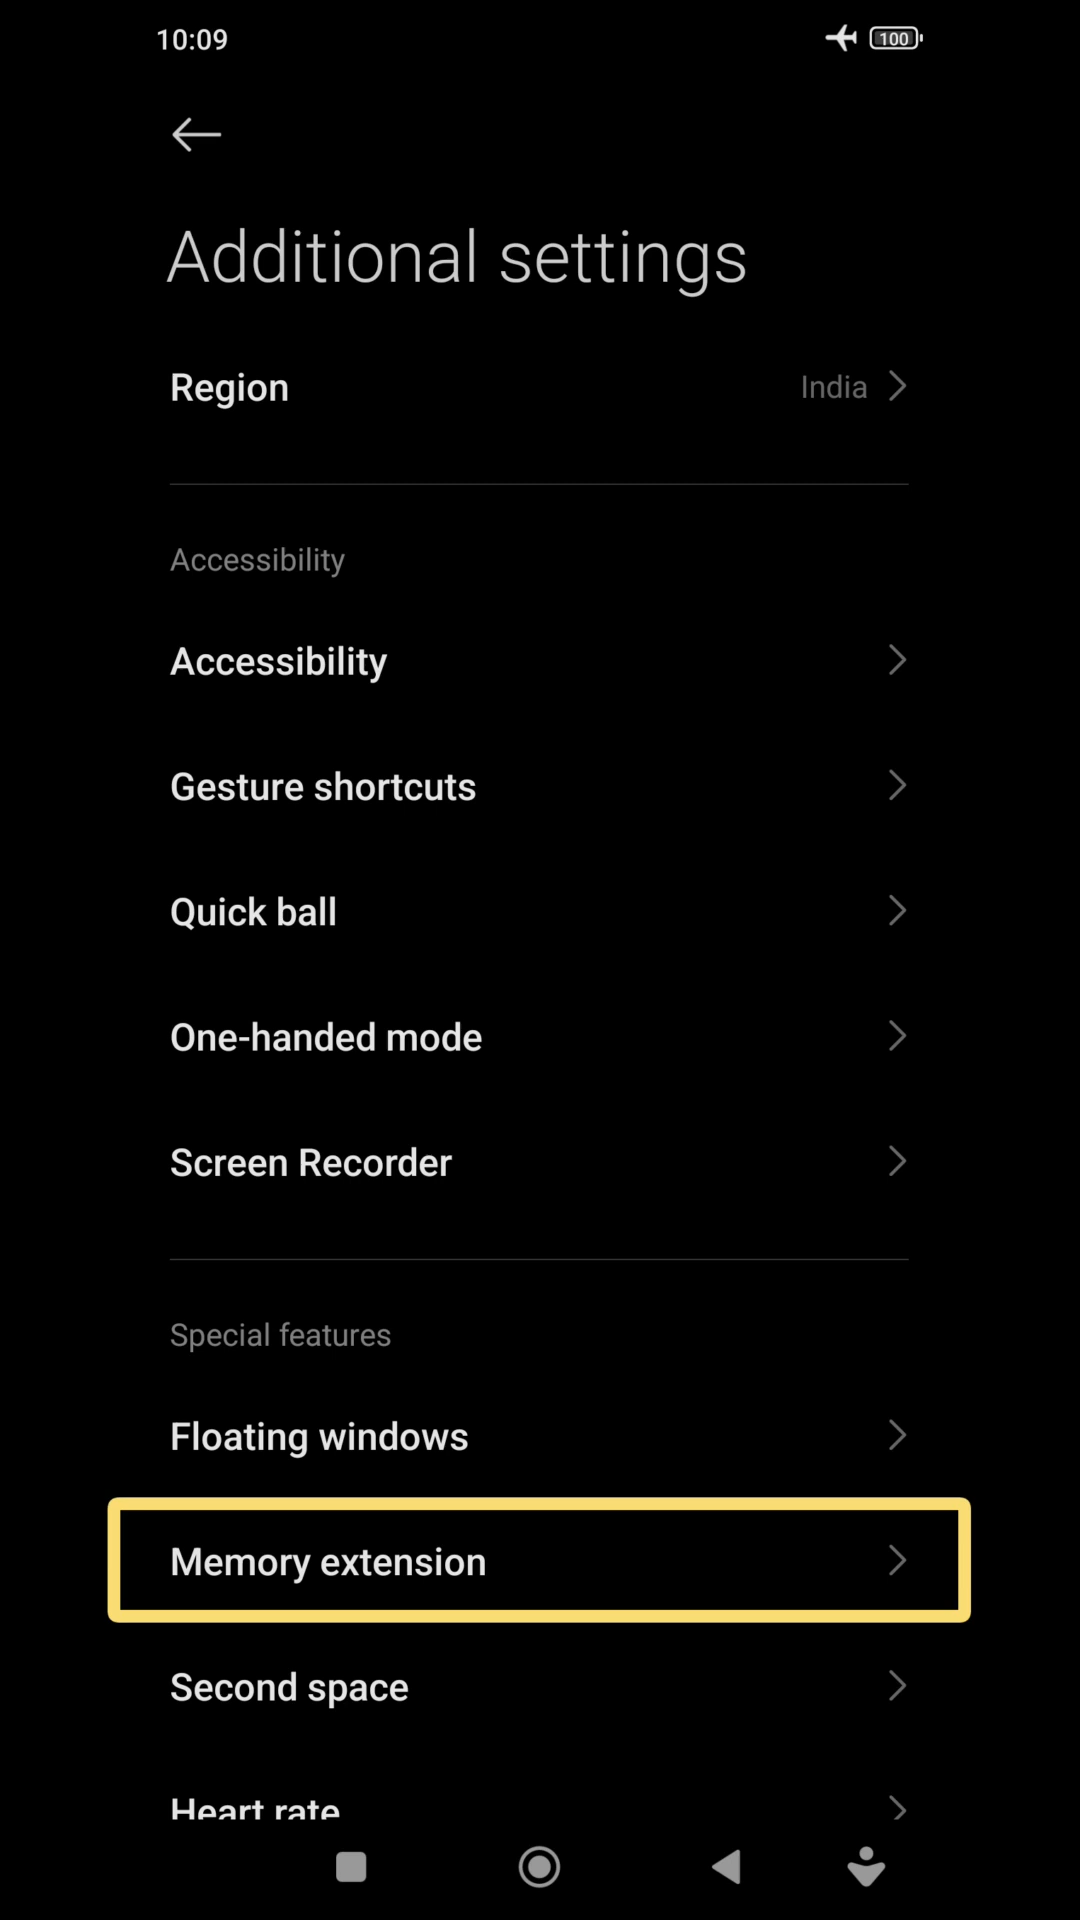 10:09
100
Additional settings
Region
India
Accessibility
Accessibility
Gesture shortcuts
Quick ball
One-handed mode
Screen Recorder
Special features
Floating windows
Memory extension
Second space
Heart rate